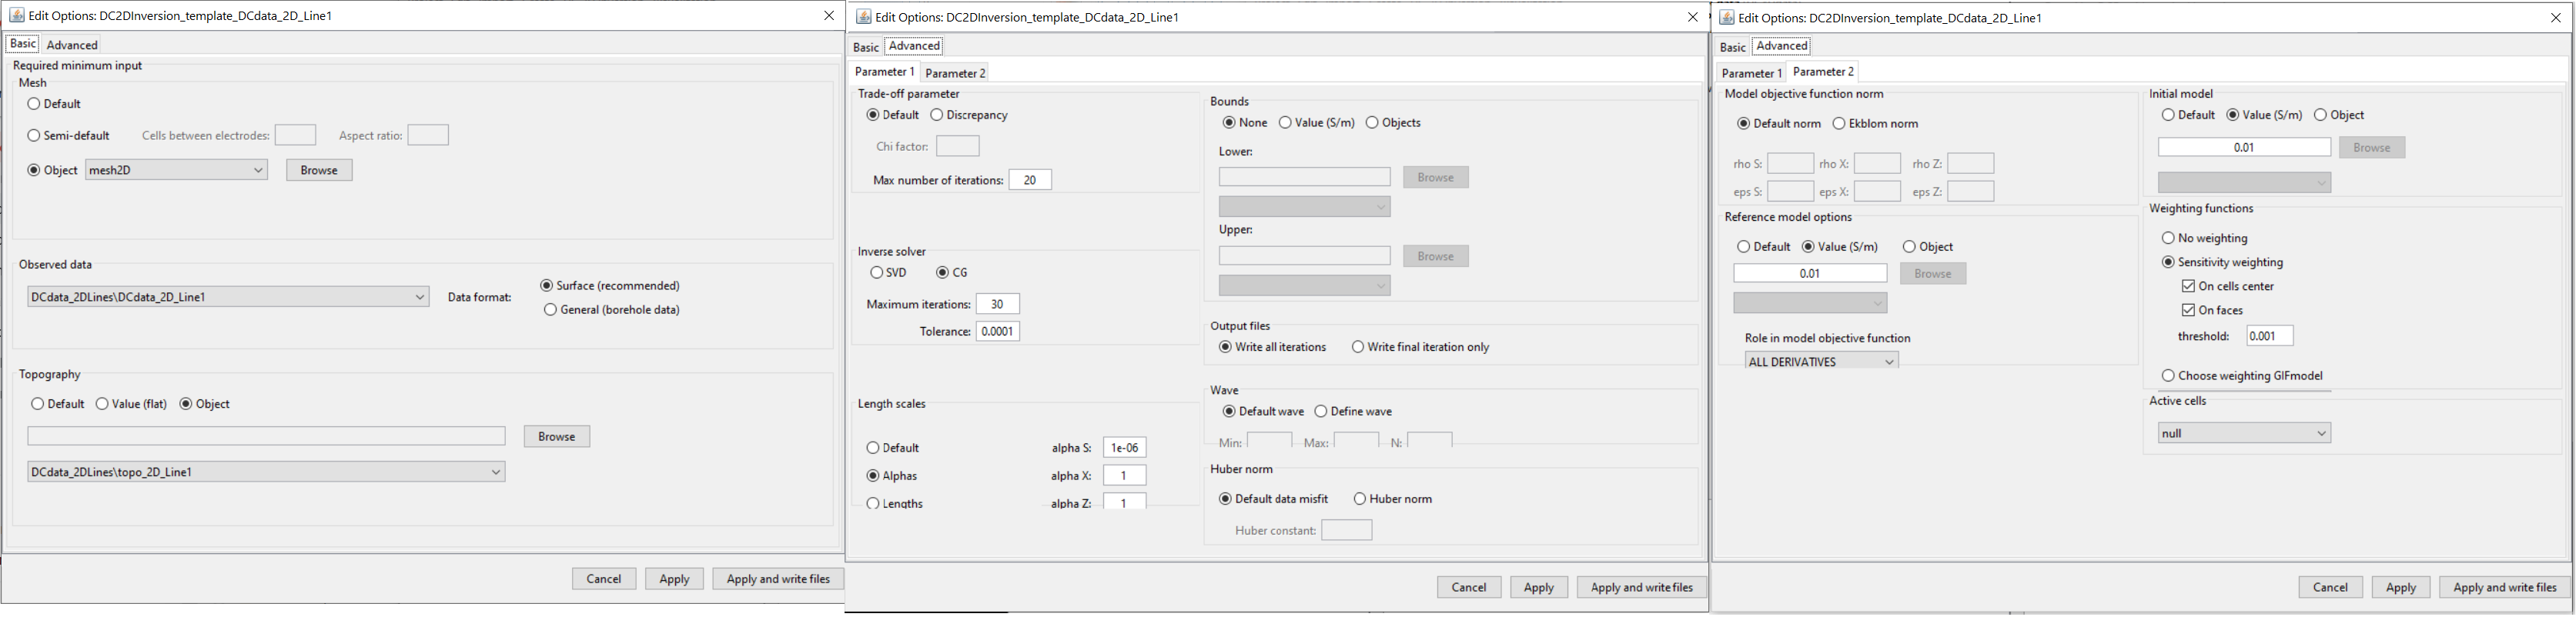 Edit Options: DC2DInversion_template_DCdata_2D_Line1
Basic Advanced
Required minimum input
Mesh
Default
Semi-default Cells between electrodes: Aspect ratio:
Object mesh2D Browse
Observed data
DCdata_2DLines\DCdata_2D_Line1 Data format: Surface (recommended)
General (borehole data)
Topography
Default Value (flat) Object
Browse
DCdata_2DLines\topo_2D_Line1
Cancel Apply Apply and write files
Edit Options: DC2DInversion_template_DCdata_2D_Line1
Basic Advanced
Parameter 1 Parameter 2
Trade-off parameter
Default Discrepancy
Chi factor:
Max number of iterations: 20
Inverse solver
SVD CG
Maximum iterations: 30
Tolerance: 0.0001
Length scales
Default alpha S: 1e-06
Alphas alpha X: 1
Lengths alpha Z: 1
Bounds
None Value (S/m) Objects
Lower:
Browse
Upper:
Browse
Output files
Write all iterations Write final iteration only
Wave
Default wave Define wave
Min: Max: N:
Huber norm
Default data misfit Huber norm
Huber constant:
Cancel Apply Apply and write files
Edit Options: DC2DInversion_template_DCdata_2D_Line1
Basic Advanced
Parameter 1 Parameter 2
Model objective function norm
Default norm Ekblom norm
rho S: rho X: rho Z:
eps S: eps X: eps Z:
Reference model options
Default Value (S/m) Object
0.01 Browse
Role in model objective function
ALL DERIVATIVES
Initial model
Default Value (S/m) Object
0.01 Browse
Weighting functions
No weighting
Sensitivity weighting
On cells center
On faces
threshold: 0.001
Choose weighting GIFmodel
Active cells
null
Cancel Apply Apply and write files